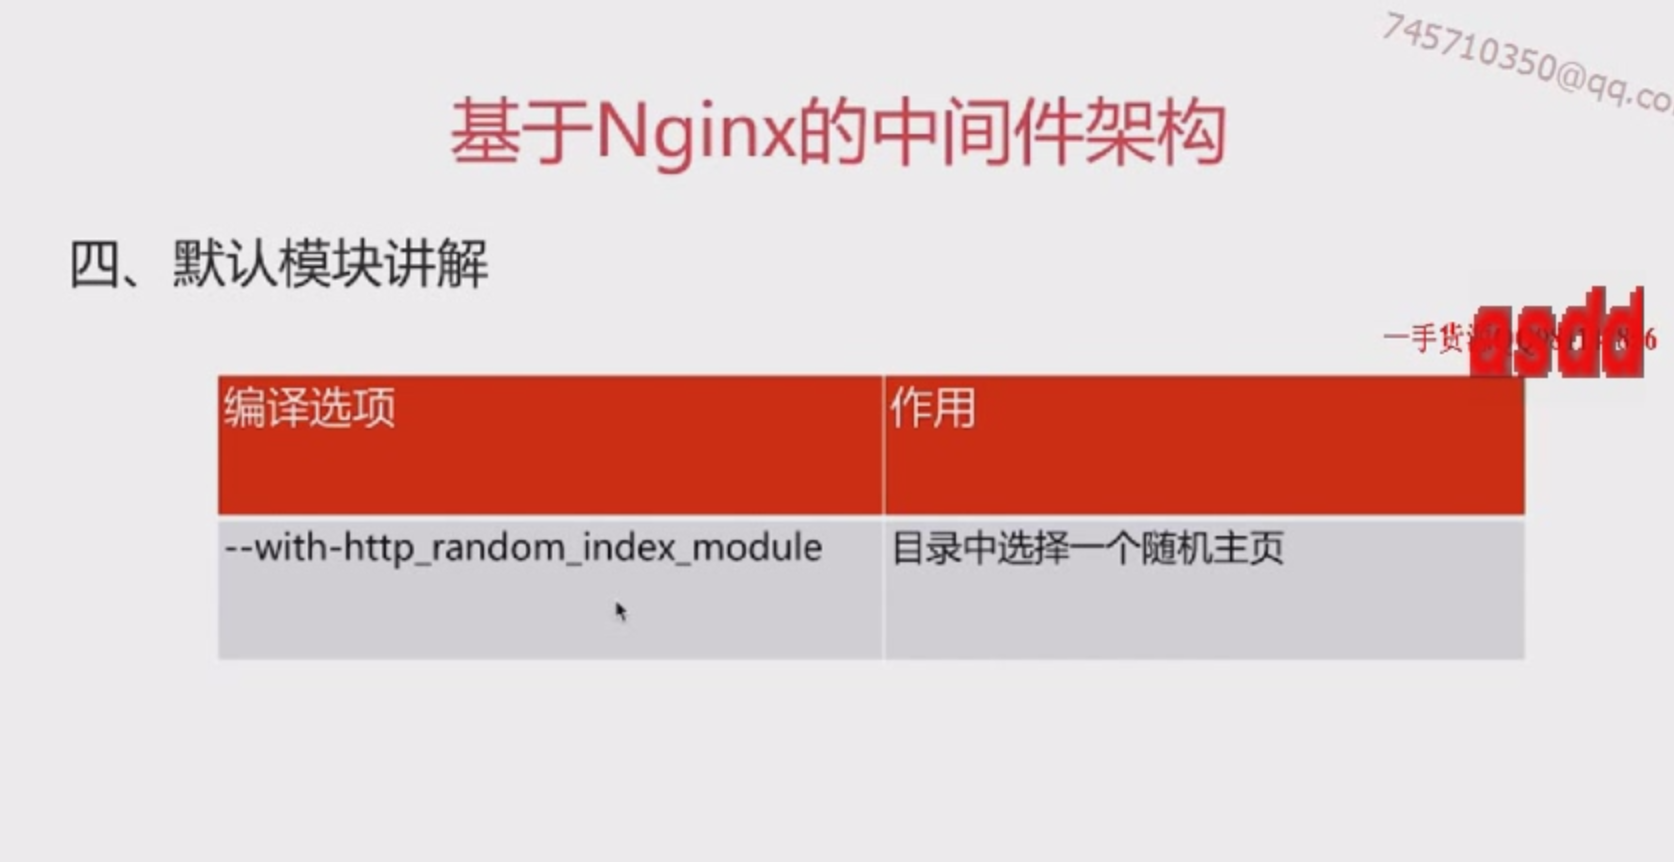 745710350@qq.co
基于Nginx的中间件架构
四、默认模块讲解
asdd
一手货
编译选项
作用
--with-http_random_index_module
目录中选择一个随机主页